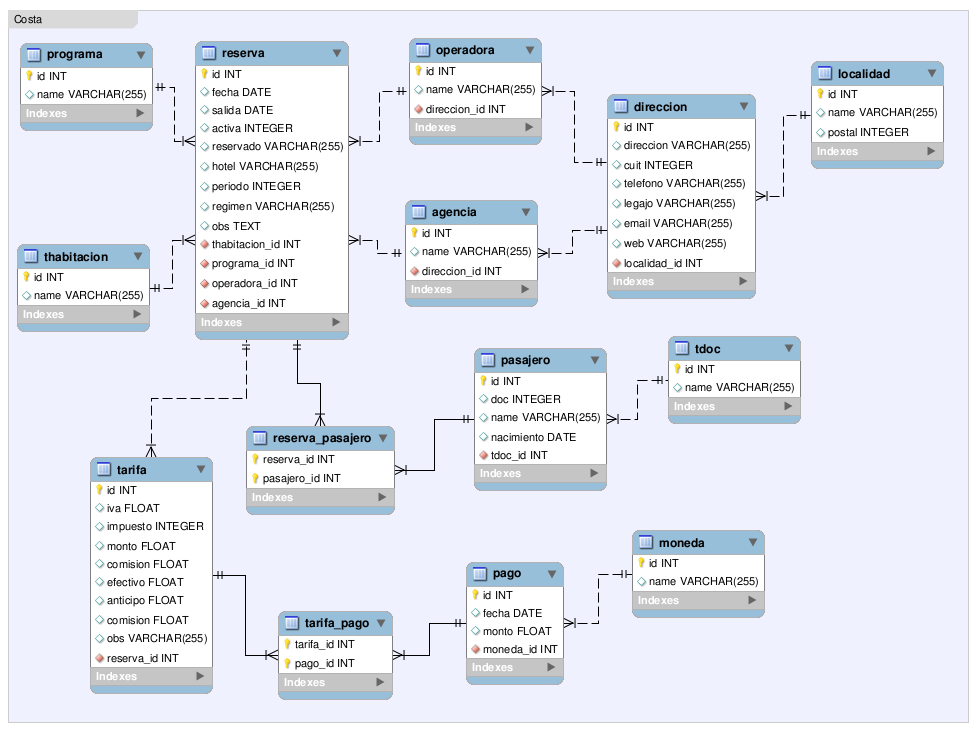 Costa
programa
id INT
name VARCHAR(255)
Indexes
reserva
id INT
fecha DATE
salida DATE
activa INTEGER
reservado VARCHAR(255)
hotel VARCHAR(255)
periodo INTEGER
regimen VARCHAR(255)
obs TEXT
thabitacion_id INT
programa_id INT
operadora_id INT
agencia_id INT
Indexes
operadora
id INT
name VARCHAR(255)
direccion_id INT
Indexes
direccion
id INT
direccion VARCHAR(255)
cuit INTEGER
telefono VARCHAR(255)
legajo VARCHAR(255)
email VARCHAR(255)
web VARCHAR(255)
localidad_id INT
Indexes
localidad
id INT
name VARCHAR(255)
postal INTEGER
Indexes
thabitacion
id INT
name VARCHAR(255)
Indexes
agencia
id INT
name VARCHAR(255)
direccion_id INT
Indexes
pasajero
id INT
doc INTEGER
name VARCHAR(255)
nacimiento DATE
tdoc_id INT
Indexes
tdoc
id INT
name VARCHAR(255)
Indexes
reserva_pasajero
reserva_id INT
pasajero_id INT
Indexes
tarifa
id INT
iva FLOAT
impuesto INTEGER
monto FLOAT
comision FLOAT
efectivo FLOAT
anticipo FLOAT
comision FLOAT
obs VARCHAR(255)
reserva_id INT
Indexes
tarifa_pago
tarifa_id INT
pago_id INT
Indexes
pago
id INT
fecha DATE
monto FLOAT
moneda_id INT
Indexes
moneda
id INT
name VARCHAR(255)
Indexes